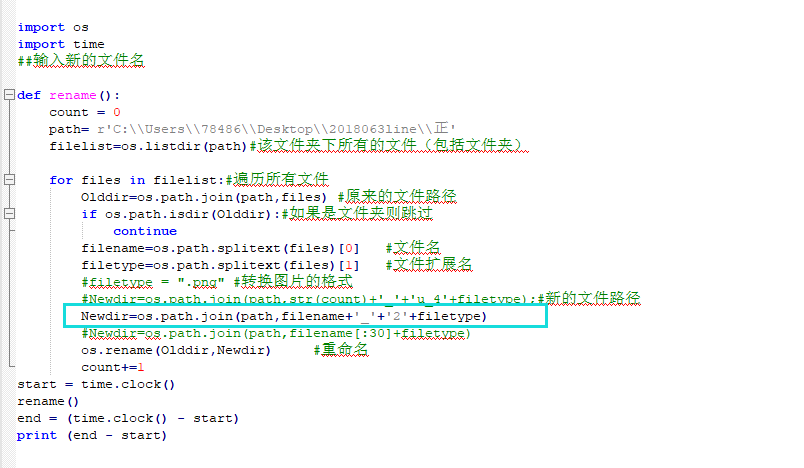 import os
import time
##输入新的文件名
def rename():
    count = 0
    path= r'C:\\Users\\78486\\Desktop\\2018063line\\正'
    filelist=os.listdir(path)#该文件夹下所有的文件（包括文件夹）
    for files in filelist:#遍历所有文件
        Olddir=os.path.join(path,files) #原来的文件路径
        if os.path.isdir(Olddir):#如果是文件夹则跳过
            continue
        filename=os.path.splitext(files)[0]   #文件名
        filetype=os.path.splitext(files)[1]   #文件扩展名
        #filetype = ".png" #转换图片的格式
        #Newdir=os.path.join(path,str(count)+'_'+'u_4'+filetype);#新的文件路径
        Newdir=os.path.join(path,filename+'_'+'2'+filetype)
        #Newdir=os.path.join(path,filename[:30]+filetype)
        os.rename(Olddir,Newdir)     #重命名
        count+=1
start = time.clock()
rename()
end = (time.clock() - start)
print (end - start)